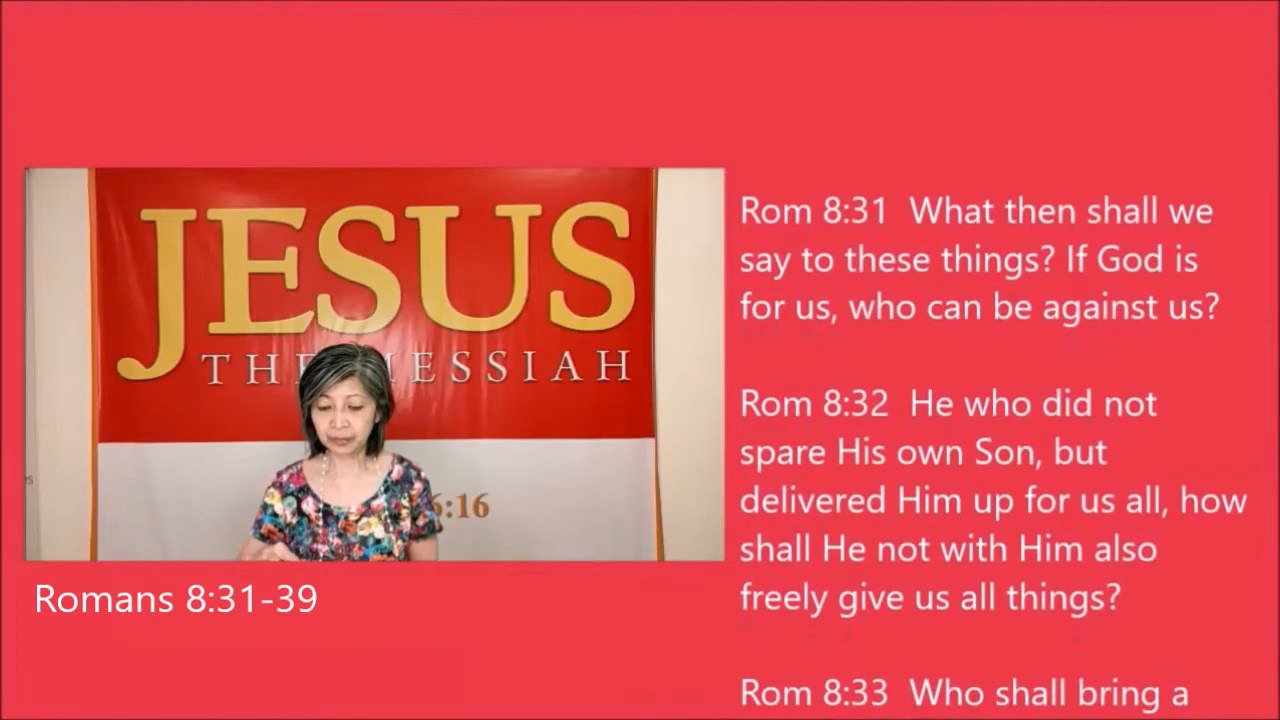 JESUS
THE MESSIAH
6:16
Romans 8:31-39
Rom 8:31 What then shall we
say to these things? If God is
for us, who can be against us?
Rom 8:32 He who did not
spare His own Son, but
delivered Him up for us all, how
shall He not with Him also
freely give us all things?
Rom 8:33 Who shall bring a